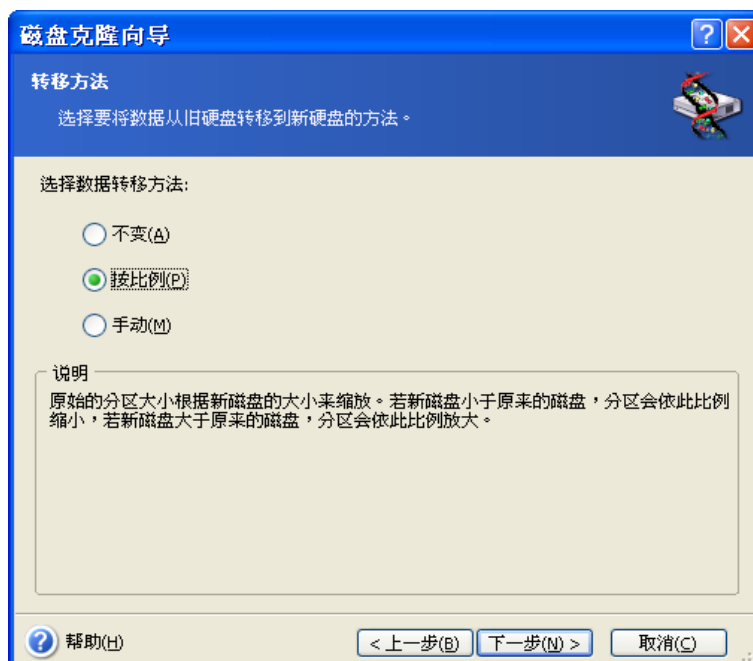 磁盘克隆向导
转移方法
选择要将数据从旧硬盘转移到新硬盘的方法。
选择数据转移方法:
不变(A)
按比例(P)
手动(M)
说明
原始的分区大小根据新磁盘的大小来缩放。若新磁盘小于原来的磁盘，分区会依此比例
缩小，若新磁盘大于原来的磁盘，分区会依此比例放大。
帮助(H)
< 上一步(B) 下一步(N) > 取消(C)